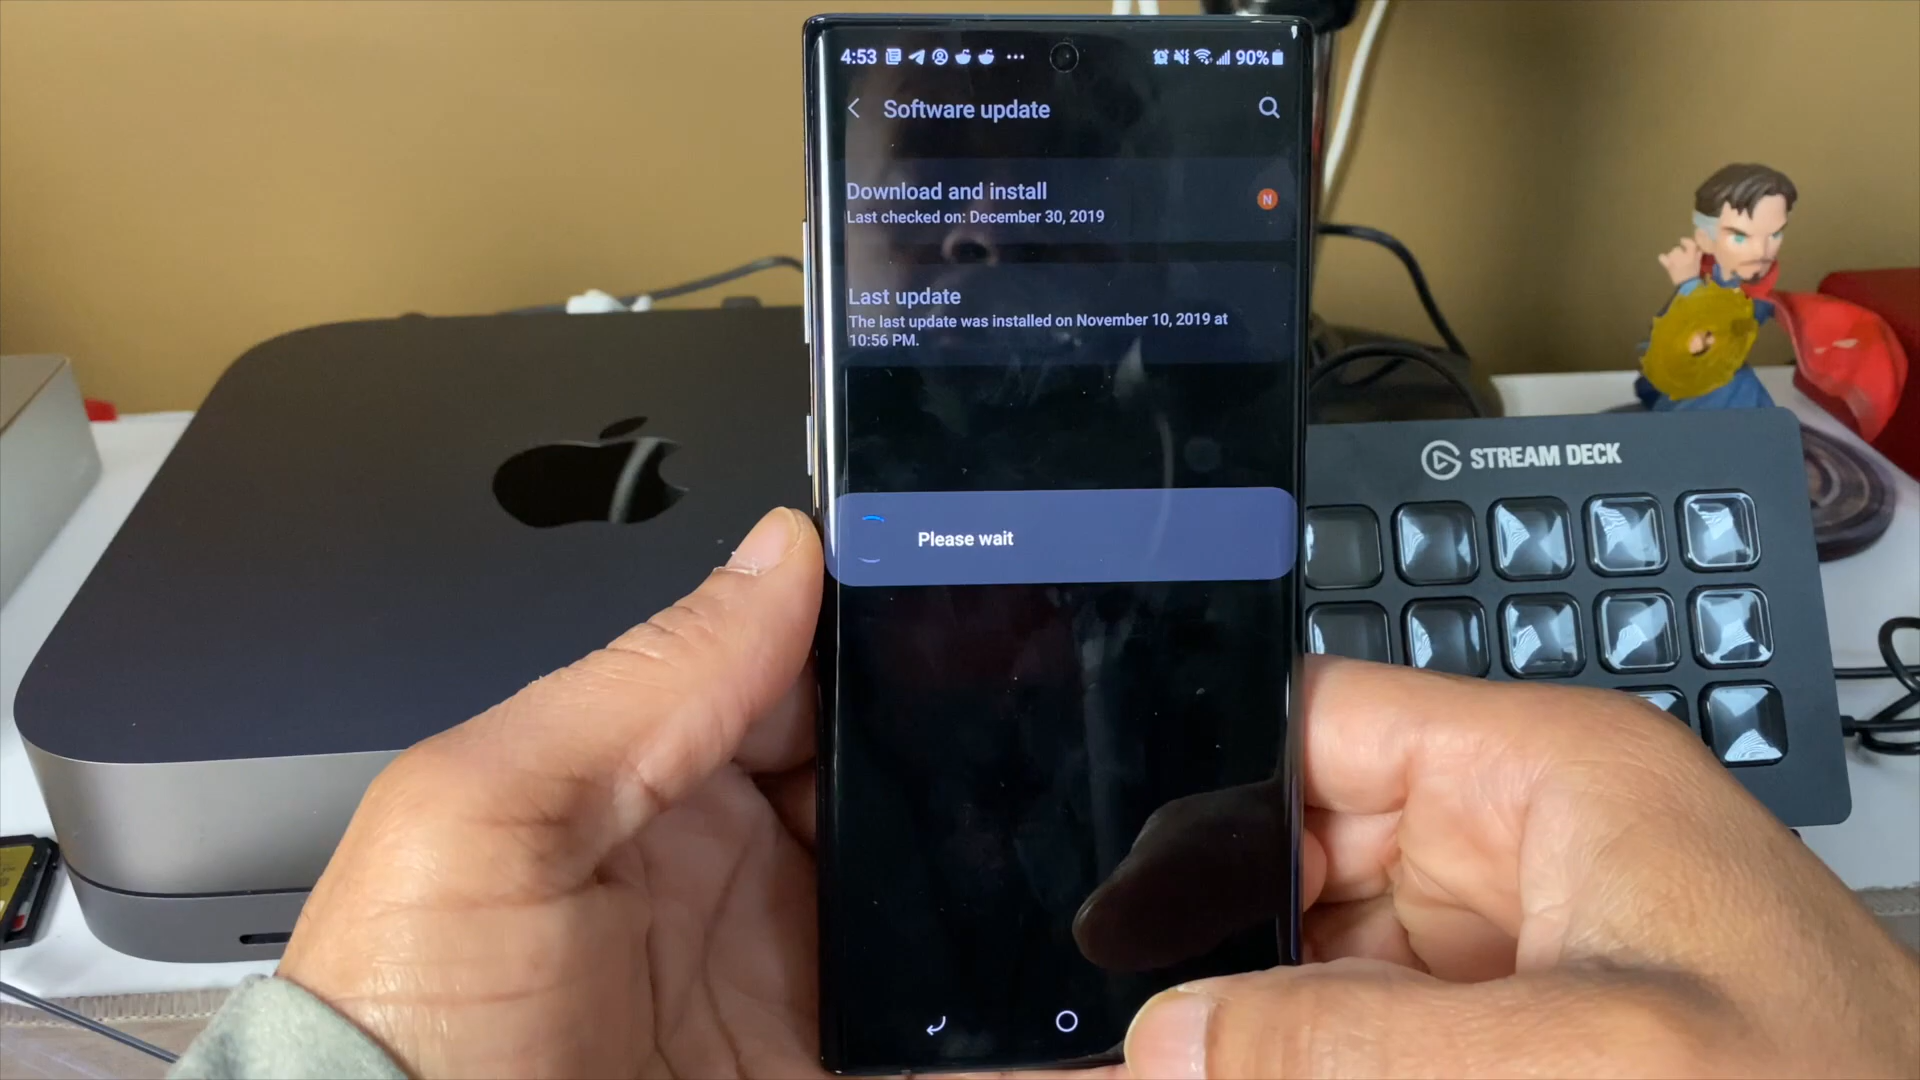 4:53
90%
Software update
Download and install
N
Last checked on: December 30, 2019
Last update
The last update was installed on November 10, 2019 at
10:56 PM.
Please wait
STREAM DECK